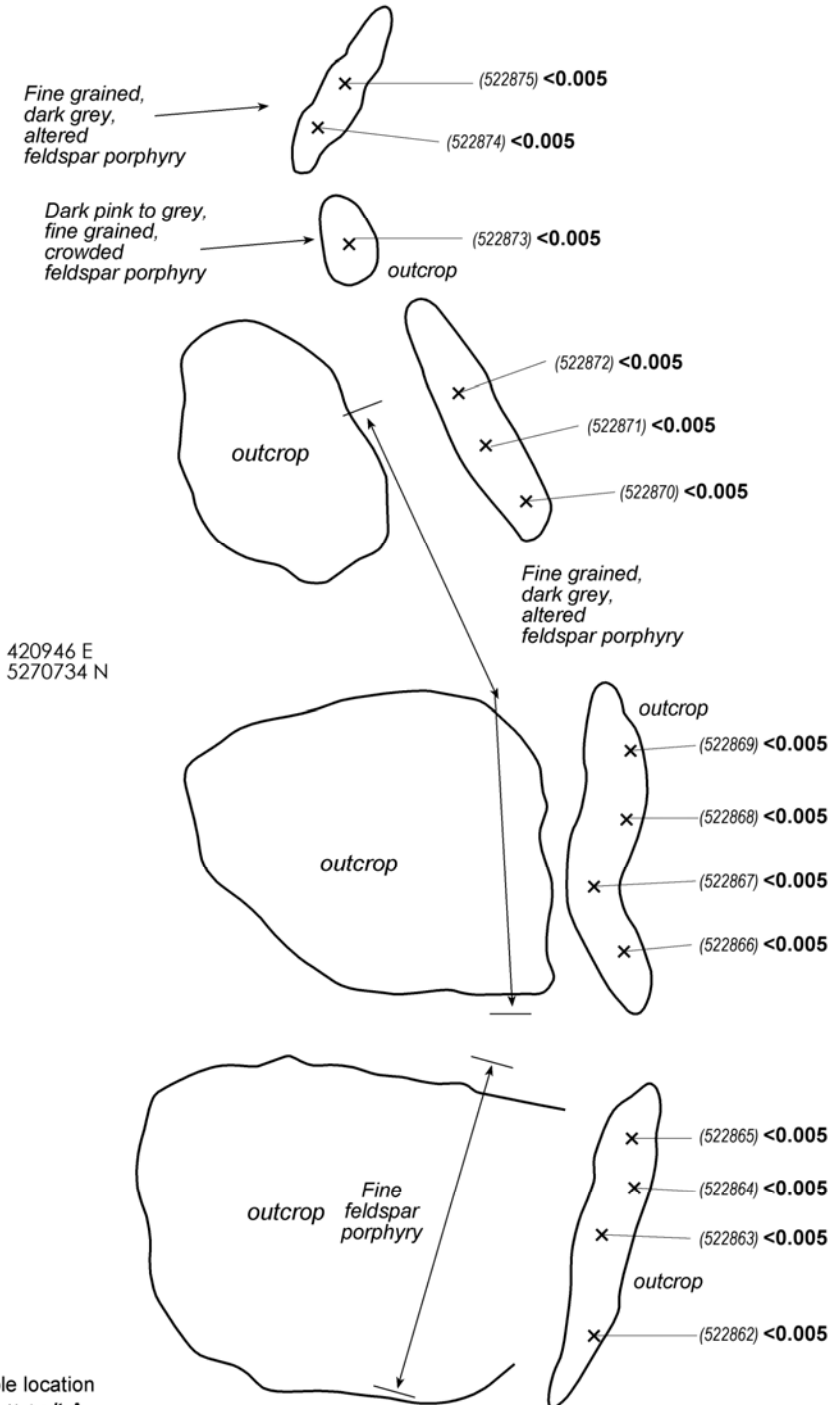 (522875) <0.005
Fine grained,
dark grey,
altered
feldspar porphyry
(522874) <0.005
Dark pink to grey,
fine grained,
crowded
feldspar porphyry
(522873) <0.005
outcrop
(522872) <0.005
outcrop
(522871) <0.005
(522870) <0.005
Fine grained,
dark grey,
altered
feldspar porphyry
420946 E
5270734 N
outcrop
(522869) <0.005
(522868) <0.005
outcrop
(522867) <0.005
(522866) <0.005
(522865) <0.005
(522864) <0.005
outcrop
Fine
feldspar
porphyry
(522863) <0.005
outcrop
(522862) <0.005
location